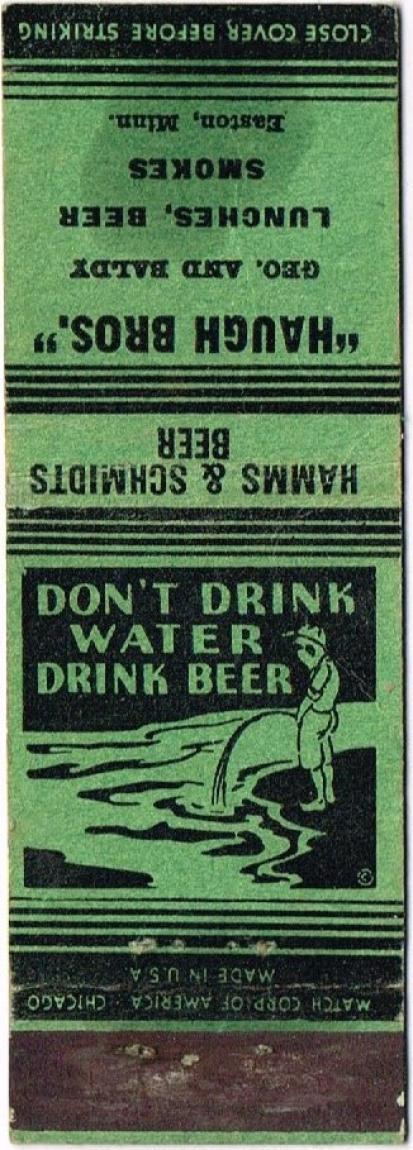 CLOSE COVER BEFORE STRIKING
"HAUGH BROS."
GEO. AND BALDY
LUNCHES, BEER
SMOKES
Easton, Minn.
HAMMS & SCHMIDTS
BEER
DON'T DRINK
WATER
DRINK BEER
©
MATCH CORP. OF AMERICA · CHICAGO
MADE IN U.S.A